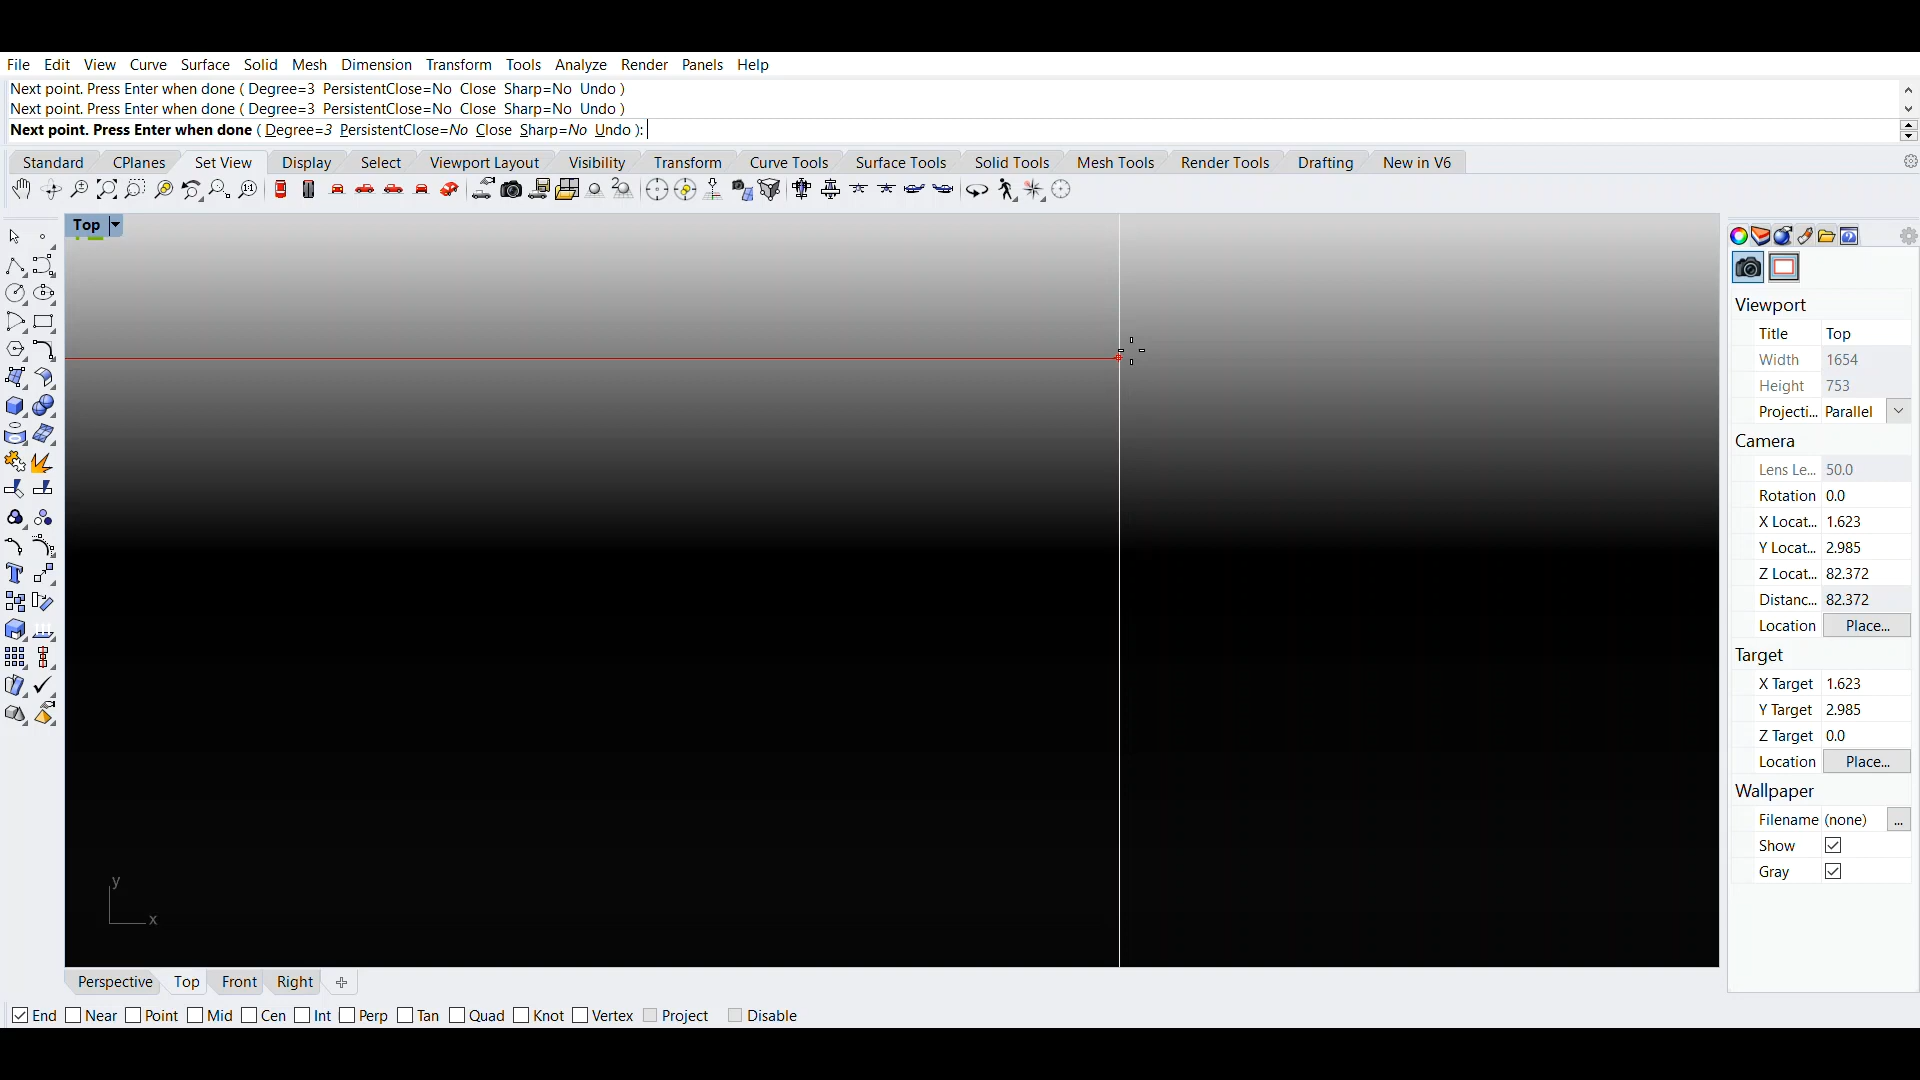 File Edit View Curve Surface Solid Mesh Dimension Transform Tools Analyze Render Panels Help
Next point. Press Enter when done ( Degree=3 PersistentClose=No Close Sharp=No Undo )
Next point. Press Enter when done ( Degree=3 PersistentClose=No Close Sharp=No Undo )
Next point. Press Enter when done ( Degree=3 PersistentClose=No Close Sharp=No Undo ):
Standard CPlanes Set View Display Select Viewport Layout Visibility Transform Curve Tools Surface Tools Solid Tools Mesh Tools Render Tools Drafting New in V6
Top
Viewport
Title Top
Width 1654
Height 753
Projecti... Parallel
Camera
Lens Le... 50.0
Rotation 0.0
X Locat... 1.623
Y Locat... 2.985
Z Locat... 82.372
Distanc... 82.372
Location Place...
Target
X Target 1.623
Y Target 2.985
Z Target 0.0
Location Place...
Wallpaper
Filename (none) ...
Show
Gray
y
x
Perspective Top Front Right
End Near Point Mid Cen Int Perp Tan Quad Knot Vertex Project Disable